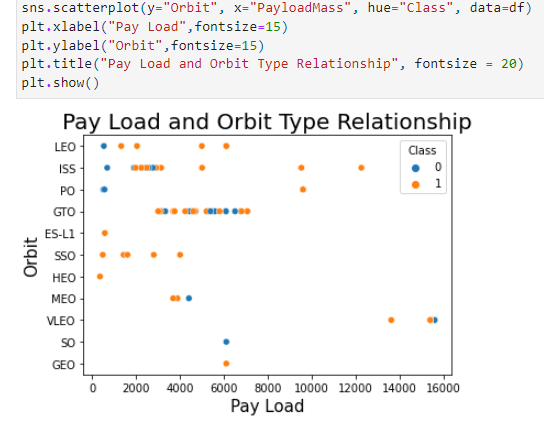 sns.scatterplot(y="Orbit", x="PayloadMass", hue="Class", data=df)
plt.xlabel("Pay Load",fontsize=15)
plt.ylabel("Orbit",fontsize=15)
plt.title("Pay Load and Orbit Type Relationship", fontsize = 20)
plt.show()
Pay Load and Orbit Type Relationship
Class
0
1
Orbit
LEO
ISS
PO
GTO
ES-L1
SSO
HEO
MEO
VLEO
SO
GEO
0 2000 4000 6000 8000 10000 12000 14000 16000
Pay Load